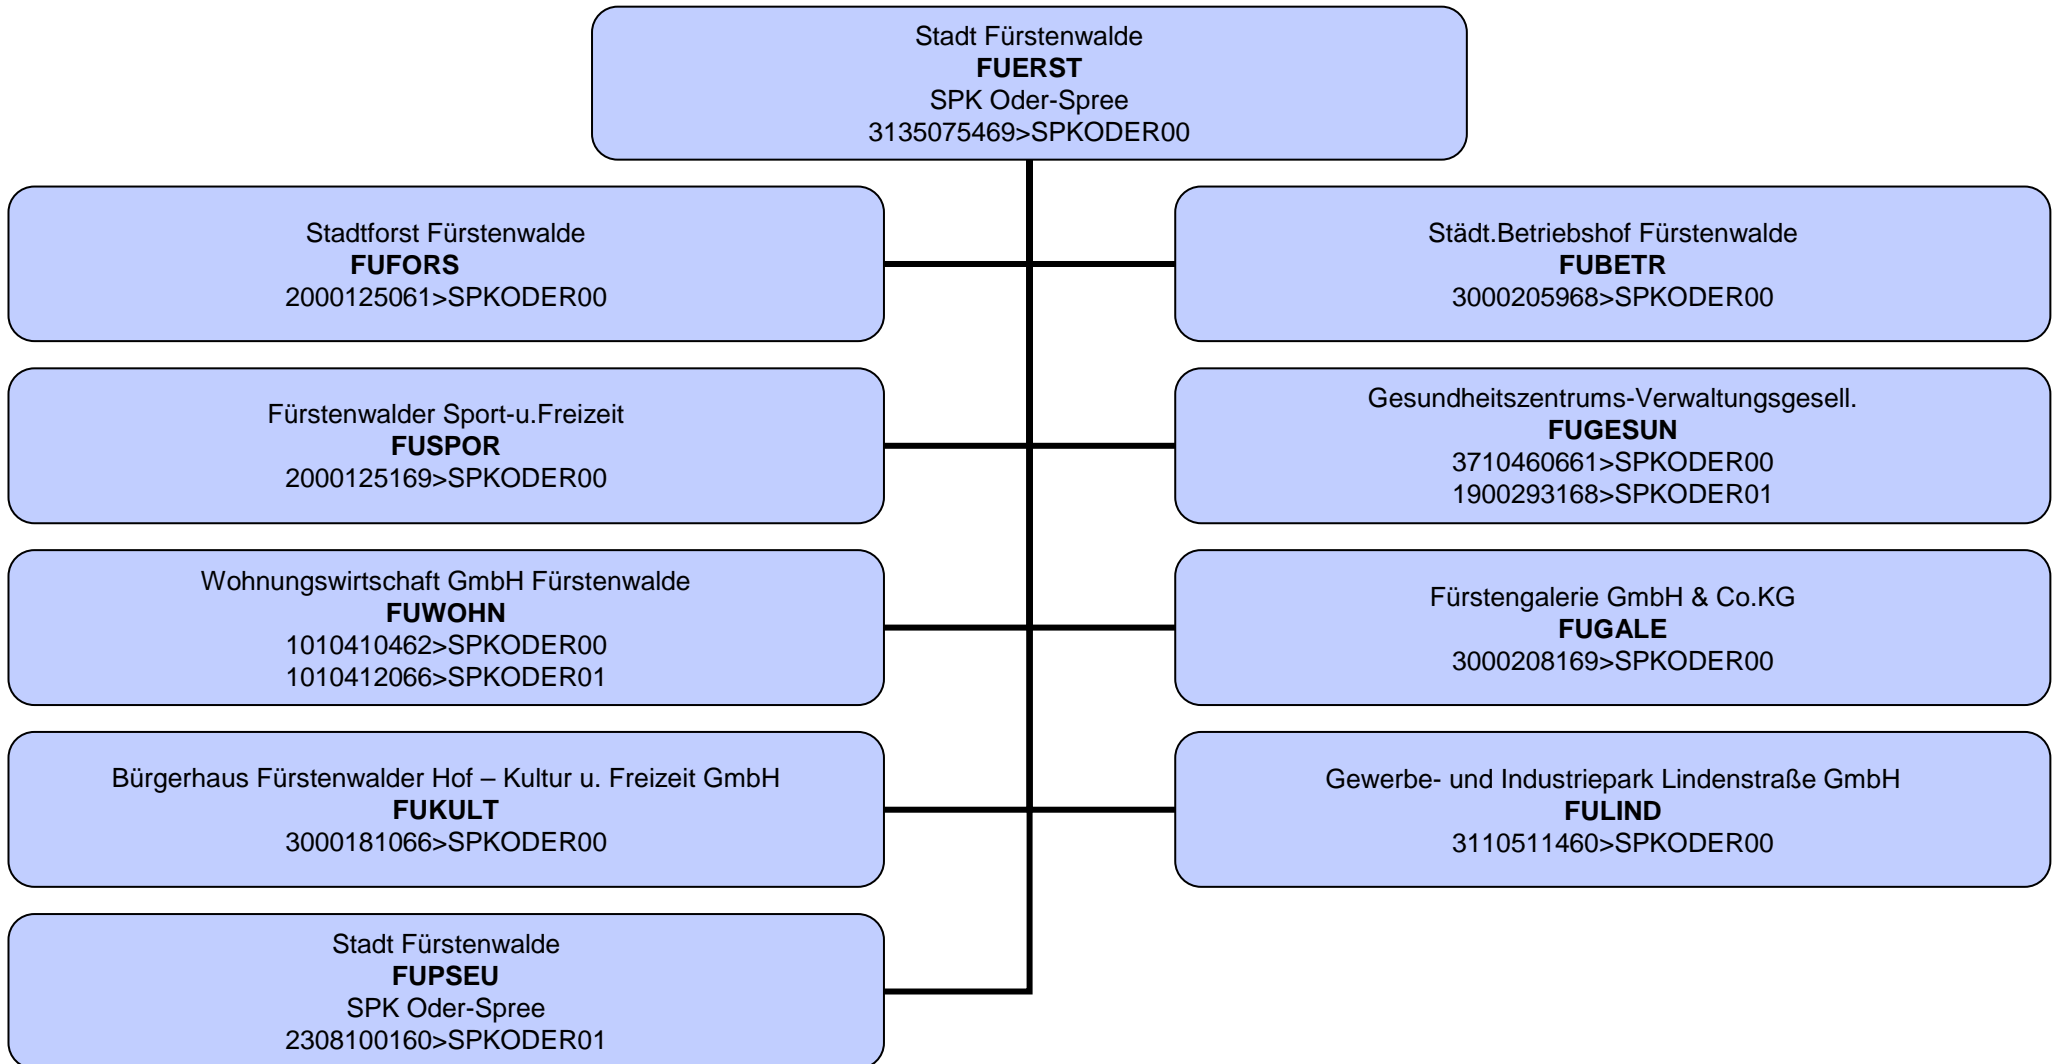 Stadt Fürstenwalde
FUERST
SPK Oder-Spree
3135075469>SPKODER00
Stadtforst Fürstenwalde
FUFORS
2000125061>SPKODER00
Städt.Betriebshof Fürstenwalde
FUBETR
3000205968>SPKODER00
Fürstenwalder Sport-u.Freizeit
FUSPOR
2000125169>SPKODER00
Gesundheitszentrums-Verwaltungsgesell.
FUGESUN
3710460661>SPKODER00
1900293168>SPKODER01
Wohnungswirtschaft GmbH Fürstenwalde
FUWOHN
1010410462>SPKODER00
1010412066>SPKODER01
Fürstengalerie GmbH & Co.KG
FUGALE
3000208169>SPKODER00
Bürgerhaus Fürstenwalder Hof – Kultur u. Freizeit GmbH
FUKULT
3000181066>SPKODER00
Gewerbe- und Industriepark Lindenstraße GmbH
FULIND
3110511460>SPKODER00
Stadt Fürstenwalde
FUPSEU
SPK Oder-Spree
2308100160>SPKODER01